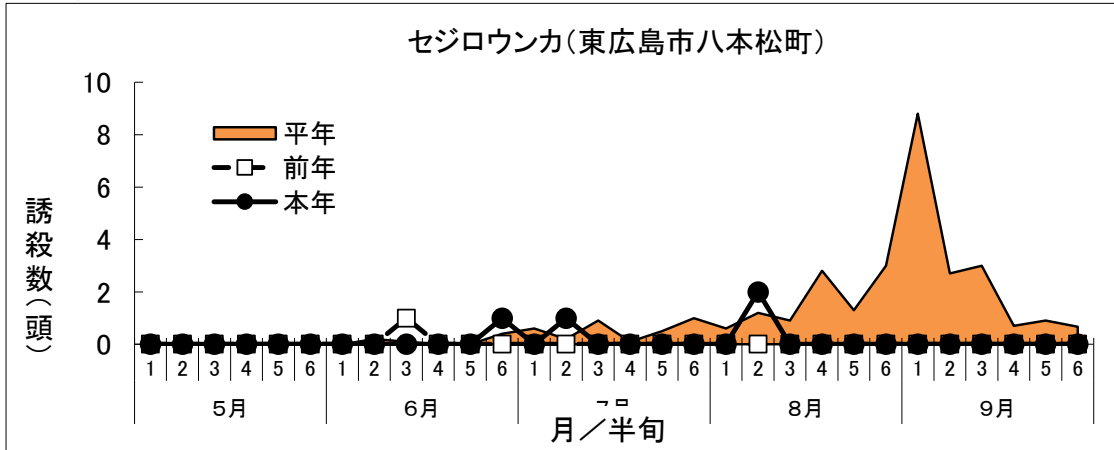 セジロウンカ（東広島市八本松町）
10
8
6
4
2
0
誘殺数（頭）
平年
前年
本年
1 2 3 4 5 6 1 2 3 4 5 6 1 2 3 4 5 6 1 2 3 4 5 6 1 2 3 4 5 6
5月 6月 7月 8月 9月
月／半旬